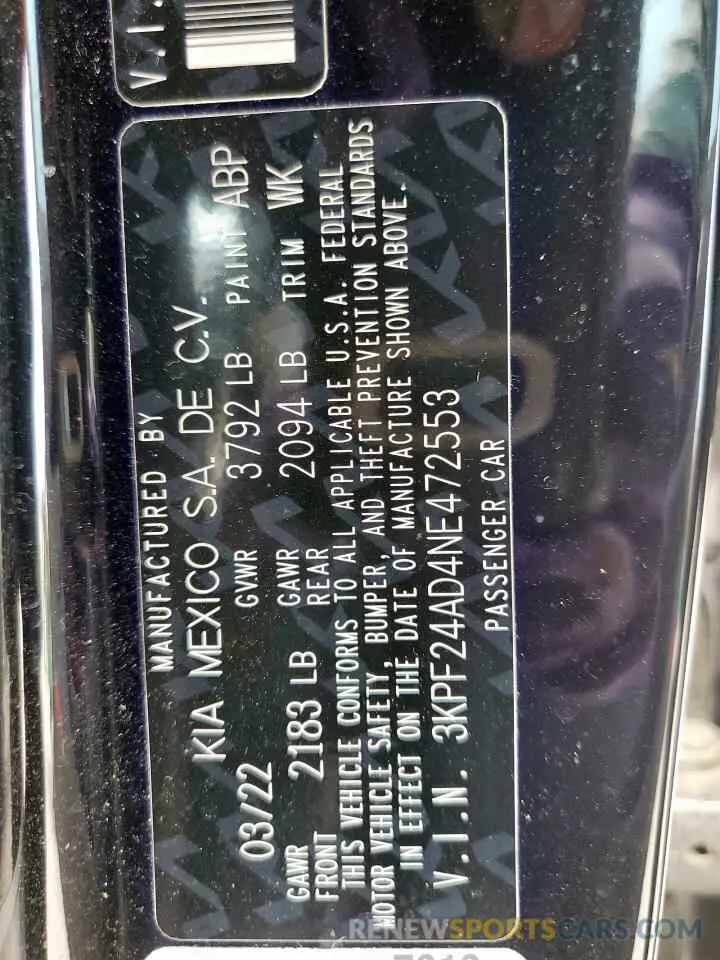 V.I.
MANUFACTURED BY
KIA MEXICO S.A. DE C.V.
03/22 GVWR 3792 LB PAINT ABP
GAWR FRONT 2183 LB GAWR REAR 2094 LB TRIM WK
THIS VEHICLE CONFORMS TO ALL APPLICABLE U.S.A. FEDERAL
MOTOR VEHICLE SAFETY, BUMPER, AND THEFT PREVENTION STANDARDS
IN EFFECT ON THE DATE OF MANUFACTURE SHOWN ABOVE.
V.I.N. 3KPF24AD4NE472553
PASSENGER CAR
RENEWSPORTSCARS.COM